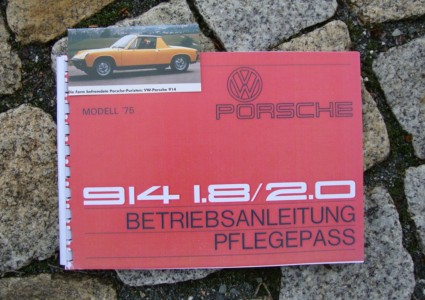 VW
PORSCHE
MODELL '75
914 1.8/2.0
BETRIEBSANLEITUNG
PFLEGEPASS